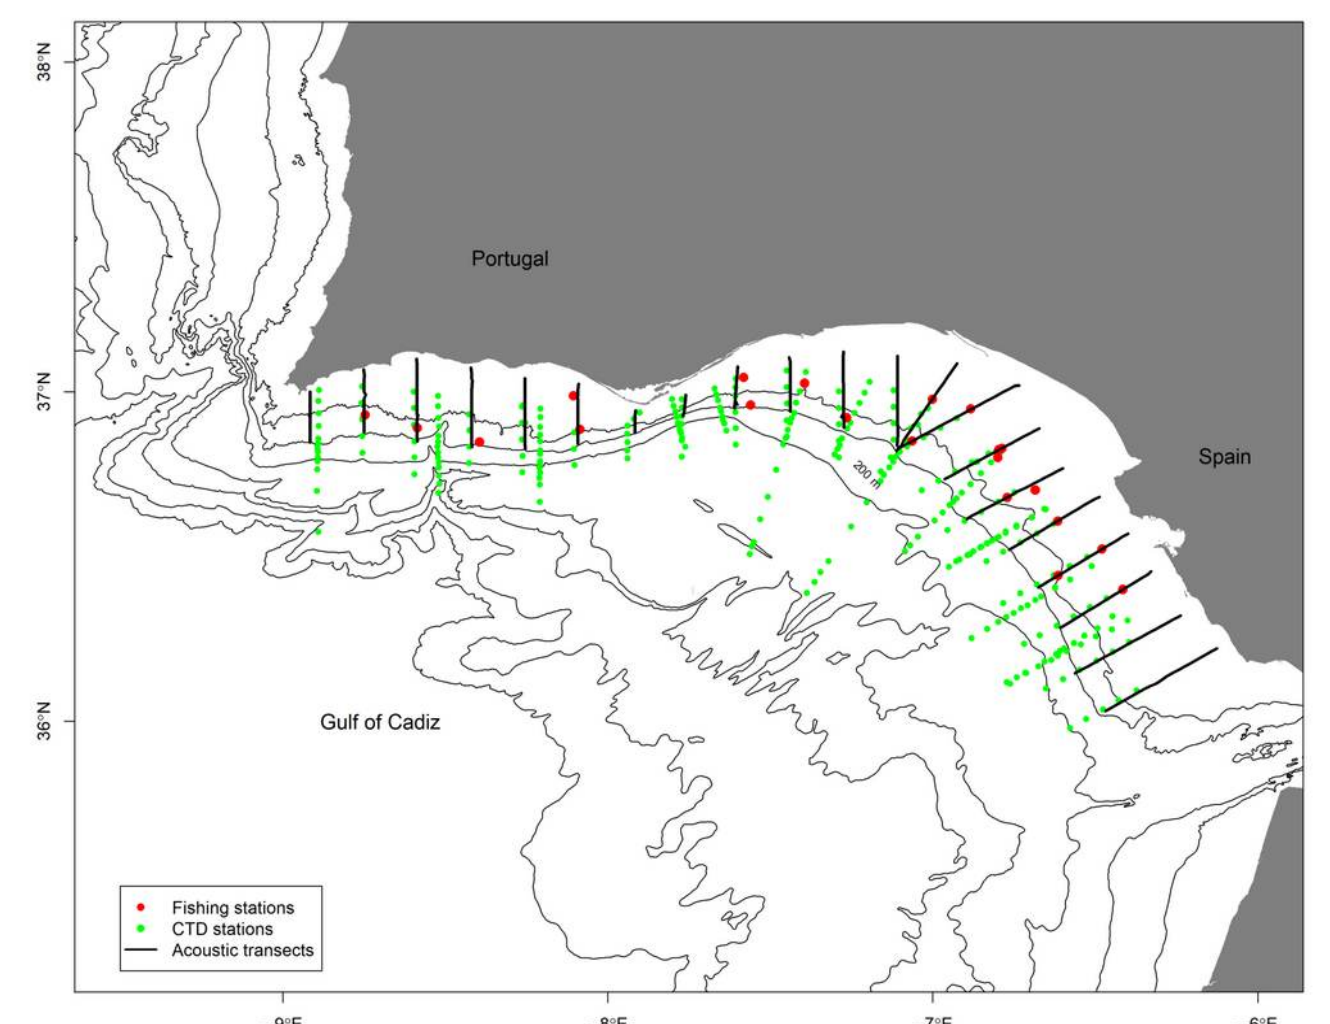 38°N
Portugal
37°N
Spain
200 m
36°N
Gulf of Cadiz
Fishing stations
CTD stations
Acoustic transects